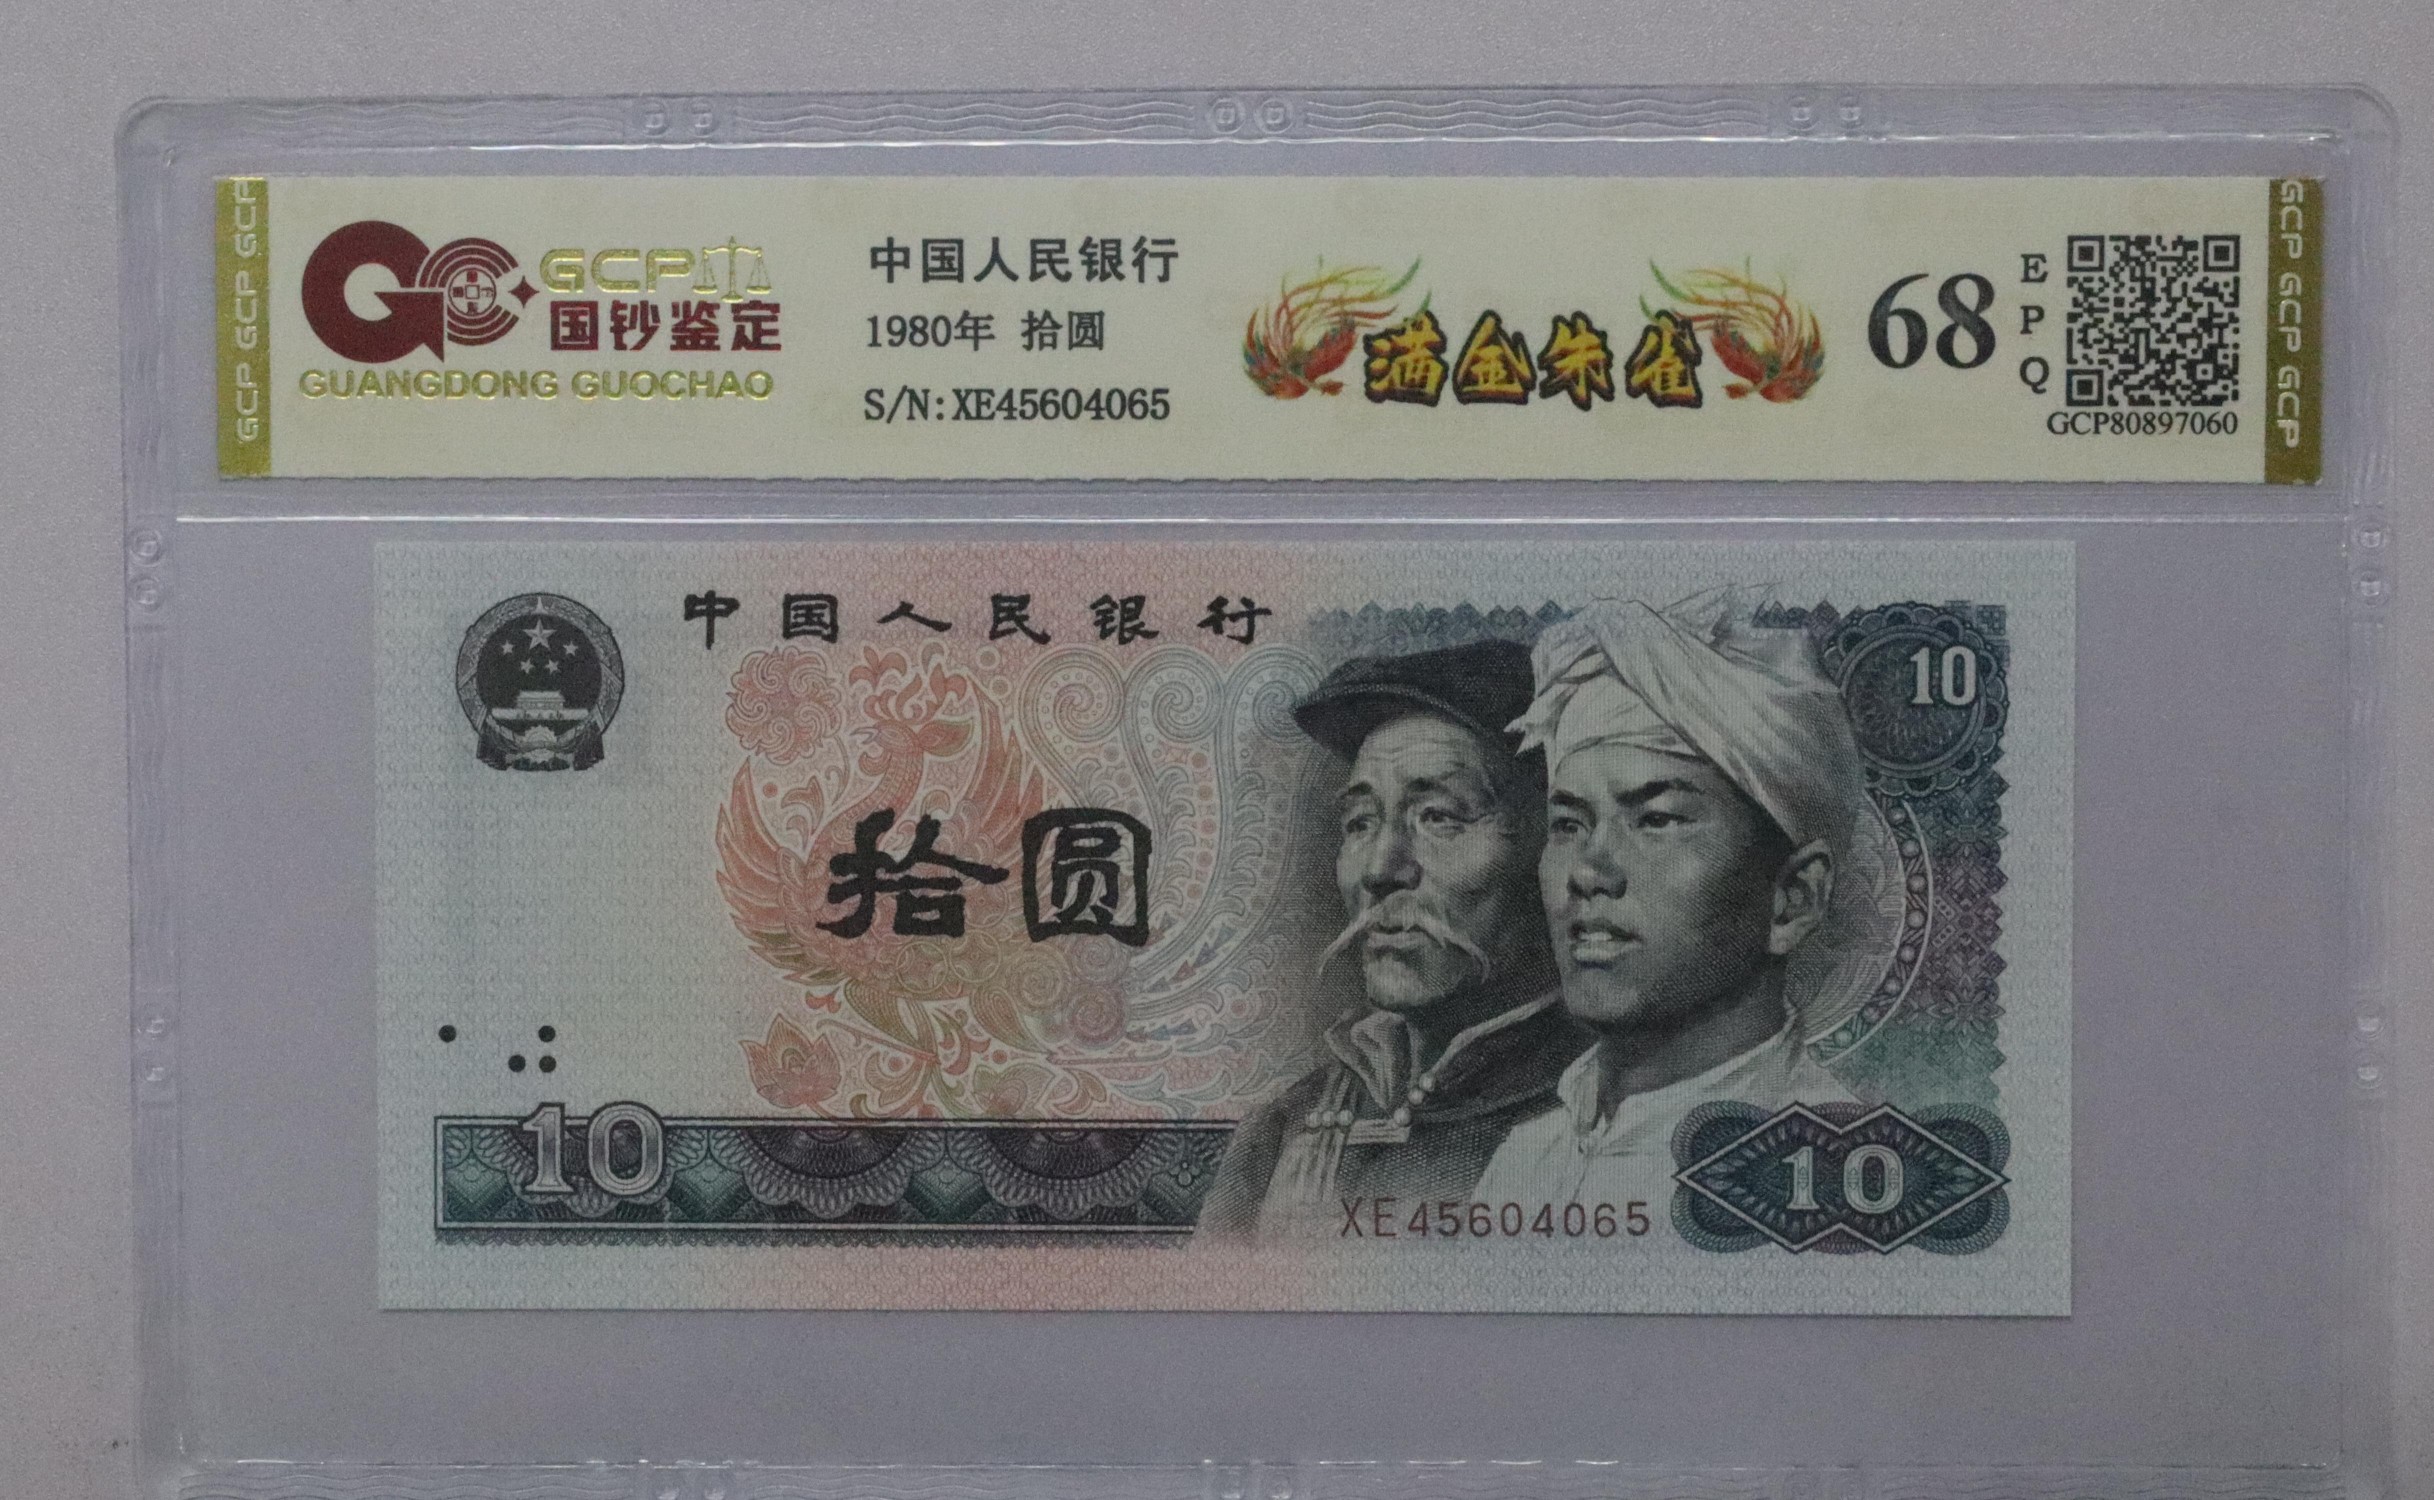 GCP GCP GCP
GCP
国钞鉴定
GUANGDONG GUOCHAO
中国人民银行
1980年 拾圆
S/N:XE45604065
满金朱雀
68
EPQ
GCP80897060
GCP GCP GCP
中国人民银行
10
拾圆
10
XE45604065
10